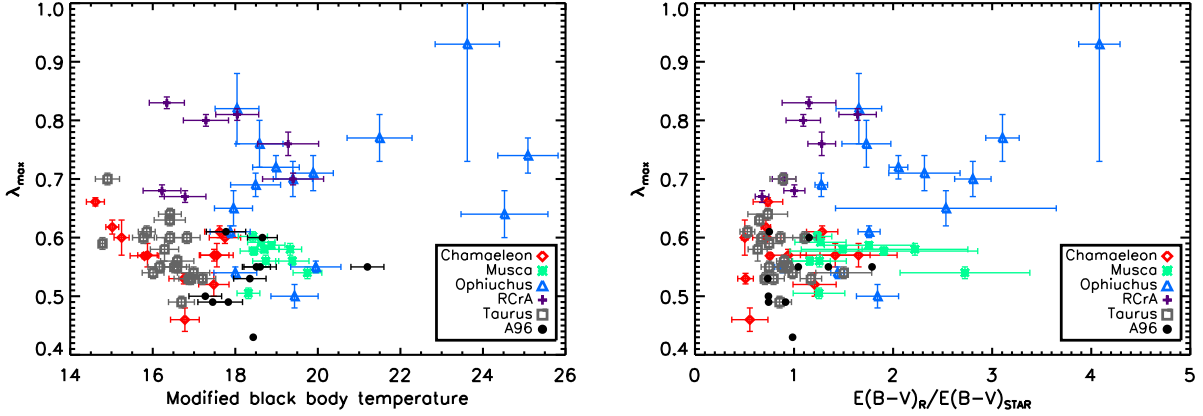 1.0
0.9
0.8
0.7
0.6
0.5
0.4
λmax
14 16 18 20 22 24 26
Modified black body temperature
Chamaeleon
Musca
Ophiuchus
RCrA
Taurus
A96
1.0
0.9
0.8
0.7
0.6
0.5
0.4
λmax
0 1 2 3 4 5
E(B−V)R/E(B−V)STAR
Chamaeleon
Musca
Ophiuchus
RCrA
Taurus
A96